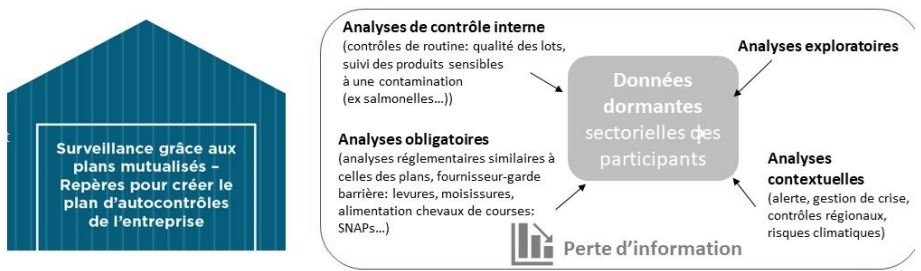 t
Surveillance grâce aux
plans mutualisés –
Repères pour créer le
plan d'autocontrôles
de l'entreprise
Analyses de contrôle interne
(contrôles de routine: qualité des lots,
suivi des produits sensibles
à une contamination
(ex salmonelles…))
Analyses obligatoires
(analyses réglementaires similaires à
celles des plans, fournisseur-garde
barrière: levures, moisissures,
alimentation chevaux de courses:
SNAPs…)
Données
dormantes
sectorielles des
participants
?
Analyses exploratoires
Analyses
contextuelles
(alerte, gestion de crise,
contrôles régionaux,
risques climatiques)
Perte d'information